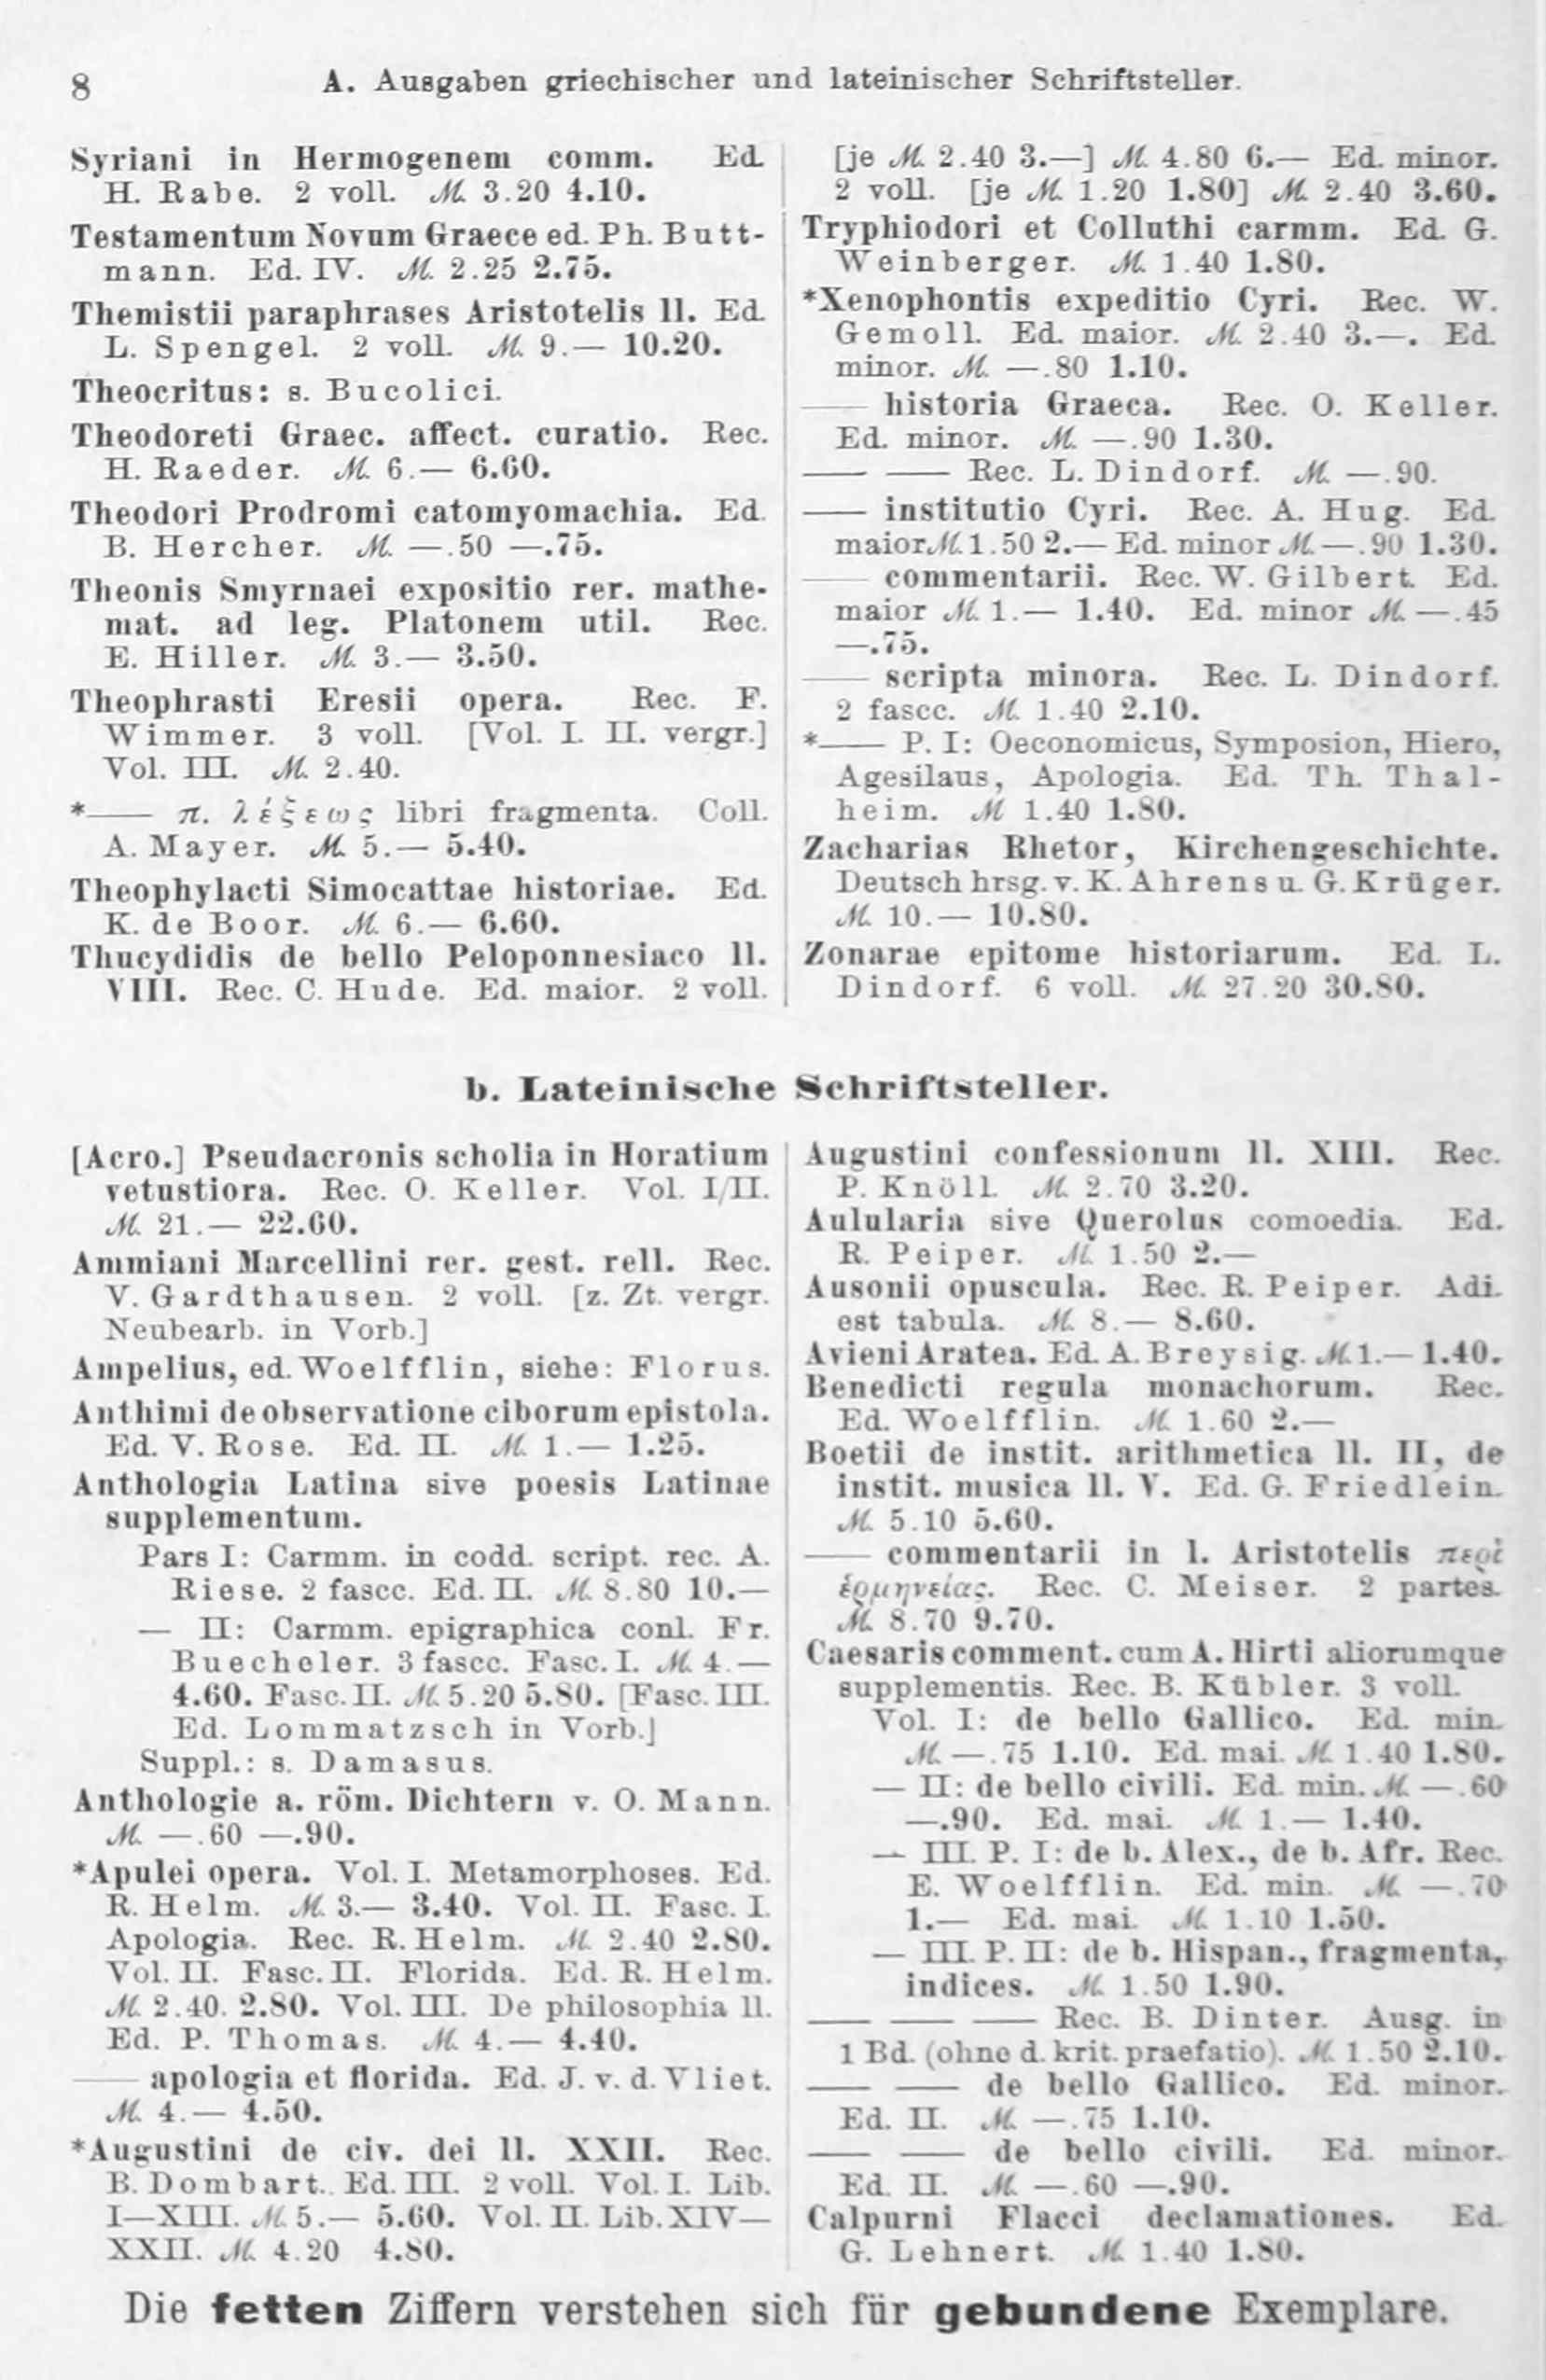 8
A. Ausgaben griechischer und lateinischer Schriftsteller.
Syriani in Hermogenem comm. Ed.
H. Rabe. 2 voll. ℳ 3.20 4.10.
Testamentum Novum Graece ed. Ph. Butt-
mann. Ed. IV. ℳ 2.25 2.75.
Themistii paraphrases Aristotelis ll. Ed.
L. Spengel. 2 voll. ℳ 9.— 10.20.
Theocritus: s. Bucolici.
Theodoreti Graec. affect. curatio. Rec.
H. Raeder. ℳ 6.— 6.60.
Theodori Prodromi catomyomachia. Ed.
B. Hercher. ℳ —.50 —.75.
Theonis Smyrnaei expositio rer. mathe-
mat. ad leg. Platonem util. Rec.
E. Hiller. ℳ 3.— 3.50.
Theophrasti Eresii opera. Rec. F.
Wimmer. 3 voll. [Vol. I. II. vergr.]
Vol. III. ℳ 2.40.
*—— π. λέξεως libri fragmenta. Coll.
A. Mayer. ℳ 5.— 5.40.
Theophylacti Simocattae historiae. Ed.
K. de Boor. ℳ 6.— 6.60.
Thucydidis de bello Peloponnesiaco ll.
VIII. Rec. C. Hude. Ed. maior. 2 voll.
[je ℳ 2.40 3.—] ℳ 4.80 6.— Ed. minor.
2 voll. [je ℳ 1.20 1.80] ℳ 2.40 3.60.
Tryphiodori et Colluthi carmm. Ed. G.
Weinberger. ℳ 1.40 1.80.
*Xenophontis expeditio Cyri. Rec. W.
Gemoll. Ed. maior. ℳ 2.40 3.—. Ed.
minor. ℳ —.80 1.10.
—— historia Graeca. Rec. O. Keller.
Ed. minor. ℳ —.90 1.30.
—— —— Rec. L. Dindorf. ℳ —.90.
—— institutio Cyri. Rec. A. Hug. Ed.
maior ℳ 1.50 2.— Ed. minor ℳ —.90 1.30.
—— commentarii. Rec. W. Gilbert. Ed.
maior ℳ 1.— 1.40. Ed. minor ℳ —.45
—.75.
—— scripta minora. Rec. L. Dindorf.
2 fascc. ℳ 1.40 2.10.
*—— P. I: Oeconomicus, Symposion, Hiero,
Agesilaus, Apologia. Ed. Th. Thal-
heim. ℳ 1.40 1.80.
Zacharias Rhetor, Kirchengeschichte.
Deutsch hrsg. v. K. Ahrens u. G. Krüger.
ℳ 10.— 10.80.
Zonarae epitome historiarum. Ed. L.
Dindorf. 6 voll. ℳ 27.20 30.80.
b. Lateinische Schriftsteller.
[Acro.] Pseudacronis scholia in Horatium
vetustiora. Rec. O. Keller. Vol. I/II.
ℳ 21.— 22.60.
Ammiani Marcellini rer. gest. rell. Rec.
V. Gardthausen. 2 voll. [z. Zt. vergr.
Neubearb. in Vorb.]
Ampelius, ed. Woelfflin, siehe: Florus.
Anthimi de observatione ciborum epistola.
Ed. V. Rose. Ed. II. ℳ 1.— 1.25.
Anthologia Latina sive poesis Latinae
supplementum.
Pars I: Carmm. in codd. script. rec. A.
Riese. 2 fascc. Ed. II. ℳ 8.80 10.—
— II: Carmm. epigraphica conl. Fr.
Buecheler. 3 fascc. Fasc. I. ℳ 4.—
4.60. Fasc. II. ℳ 5.20 5.80. [Fasc. III.
Ed. Lommatzsch in Vorb.]
Suppl.: s. Damasus.
Anthologie a. röm. Dichtern v. O. Mann.
ℳ —.60 —.90.
*Apulei opera. Vol. I. Metamorphoses. Ed.
R. Helm. ℳ 3.— 3.40. Vol. II. Fasc. I.
Apologia. Rec. R. Helm. ℳ 2.40 2.80.
Vol. II. Fasc. II. Florida. Ed. R. Helm.
ℳ 2.40. 2.80. Vol. III. De philosophia ll.
Ed. P. Thomas. ℳ 4.— 4.40.
—— apologia et florida. Ed. J. v. d. Vliet.
ℳ 4.— 4.50.
*Augustini de civ. dei ll. XXII. Rec.
B. Dombart. Ed. III. 2 voll. Vol. I. Lib.
I—XIII. ℳ 5.— 5.60. Vol. II. Lib. XIV—
XXII. ℳ 4.20 4.80.
Augustini confessionum ll. XIII. Rec.
P. Knöll. ℳ 2.70 3.20.
Aulularia sive Querolus comoedia. Ed.
R. Peiper. ℳ 1.50 2.—
Ausonii opuscula. Rec. R. Peiper. Adi.
est tabula. ℳ 8.— 8.60.
Avieni Aratea. Ed. A. Breysig. ℳ 1.— 1.40.
Benedicti regula monachorum. Rec.
Ed. Woelfflin. ℳ 1.60 2.—
Boetii de instit. arithmetica ll. II, de
instit. musica ll. V. Ed. G. Friedlein.
ℳ 5.10 5.60.
—— commentarii in l. Aristotelis περὶ
ἑρμηνείας. Rec. C. Meiser. 2 partes.
ℳ 8.70 9.70.
Caesaris comment. cum A. Hirti aliorumque
supplementis. Rec. B. Kübler. 3 voll.
Vol. I: de bello Gallico. Ed. min.
ℳ —.75 1.10. Ed. mai. ℳ 1.40 1.80.
— II: de bello civili. Ed. min. ℳ —.60
—.90. Ed. mai. ℳ 1.— 1.40.
— III. P. I: de b. Alex., de b. Afr. Rec.
E. Woelfflin. Ed. min. ℳ —.70
1.— Ed. mai. ℳ 1.10 1.50.
— III. P. II: de b. Hispan., fragmenta,
indices. ℳ 1.50 1.90.
—— —— —— Rec. B. Dinter. Ausg. in
1 Bd. (ohne d. krit. praefatio). ℳ 1.50 2.10.
—— —— de bello Gallico. Ed. minor.
Ed. II. ℳ —.75 1.10.
—— —— de bello civili. Ed. minor.
Ed. II. ℳ —.60 —.90.
Calpurni Flacci declamationes. Ed.
G. Lehnert. ℳ 1.40 1.80.
Die fetten Ziffern verstehen sich für gebundene Exemplare.